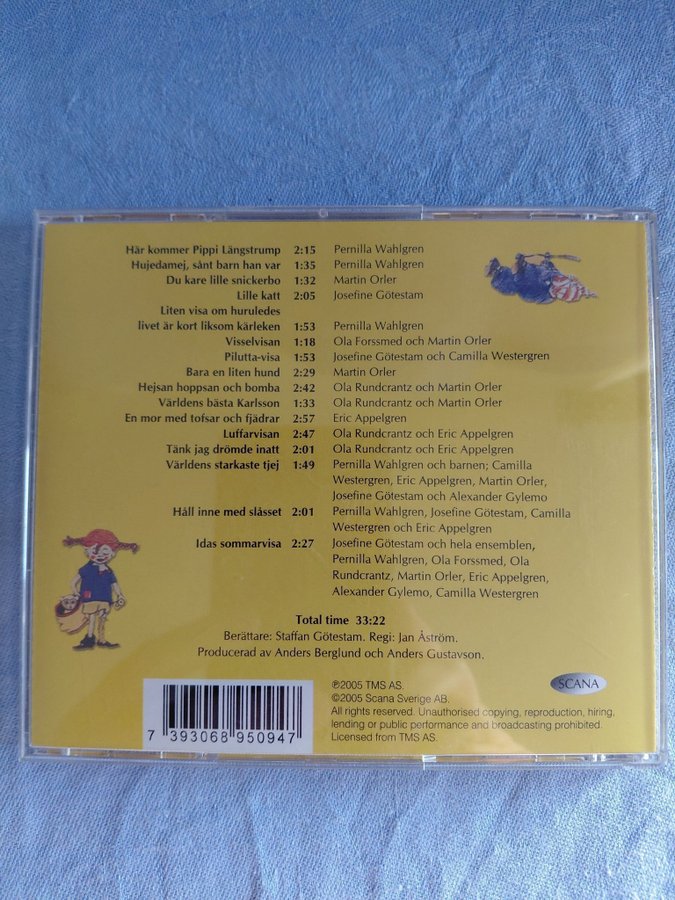 Här kommer Pippi Långstrump 2:15 Pernilla Wahlgren
Hujedamej, sånt barn han var 1:35 Pernilla Wahlgren
Du kare lille snickerbo 1:32 Martin Orler
Lille katt 2:05 Josefine Götestam
Liten visa om huruledes
livet är kort liksom kärleken 1:53 Pernilla Wahlgren
Visselvisan 1:18 Ola Forssmed och Martin Orler
Pilutta-visa 1:53 Josefine Götestam och Camilla Westergren
Bara en liten hund 2:29 Martin Orler
Hejsan hoppsan och bomba 2:42 Ola Rundcrantz och Martin Orler
Världens bästa Karlsson 1:33 Ola Rundcrantz och Martin Orler
En mor med tofsar och fjädrar 2:57 Eric Appelgren
Luffarvisan 2:47 Ola Rundcrantz och Eric Appelgren
Tänk jag drömde inatt 2:01 Ola Rundcrantz och Eric Appelgren
Världens starkaste tjej 1:49 Pernilla Wahlgren och barnen; Camilla
Westergren, Eric Appelgren, Martin Orler,
Josefine Götestam och Alexander Gylemo
Håll inne med slåsset 2:01 Pernilla Wahlgren, Josefine Götestam, Camilla
Westergren och Eric Appelgren
Idas sommarvisa 2:27 Josefine Götestam och hela ensemblen,
Pernilla Wahlgren, Ola Forssmed, Ola
Rundcrantz, Martin Orler, Eric Appelgren,
Alexander Gylemo, Camilla Westergren
Total time 33:22
Berättare: Staffan Götestam. Regi: Jan Åström.
Producerad av Anders Berglund och Anders Gustavson.
℗2005 TMS AS.
©2005 Scana Sverige AB.
All rights reserved. Unauthorised copying, reproduction, hiring,
lending or public performance and broadcasting prohibited.
Licensed from TMS AS.
SCANA
7 393068 950947